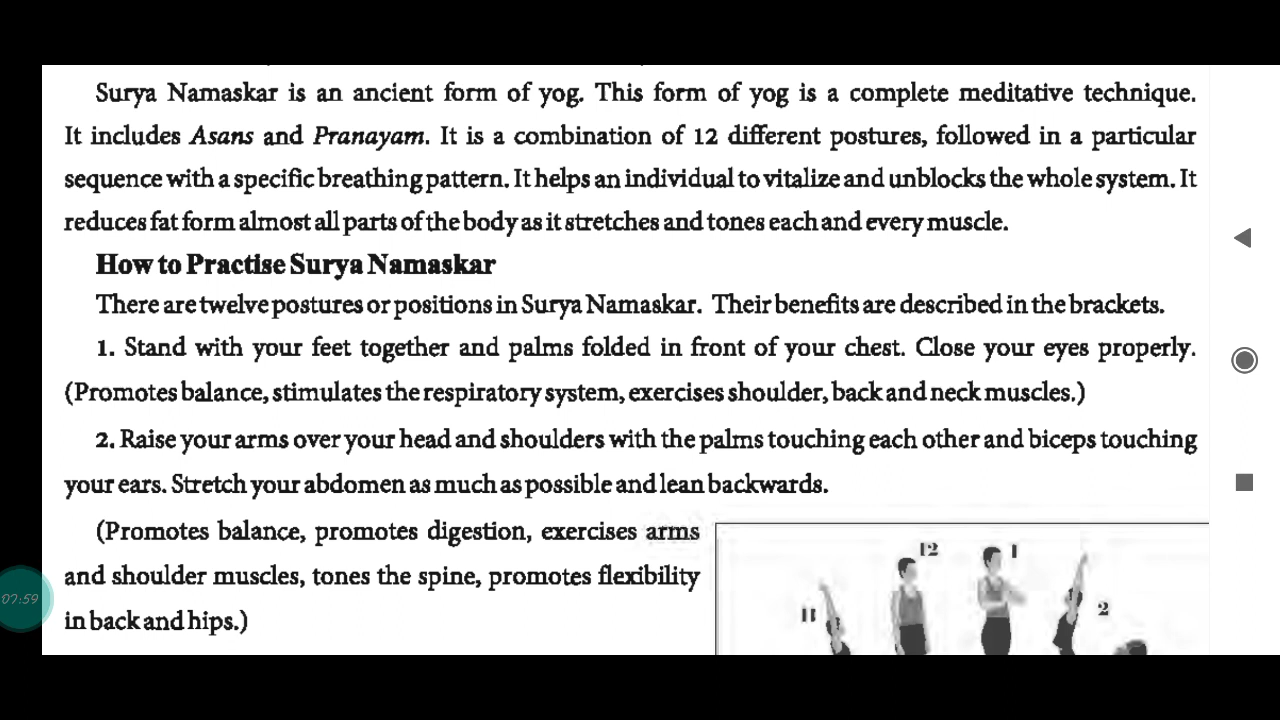 Surya Namaskar is an ancient form of yog. This form of yog is a complete meditative technique.
It includes Asans and Pranayam. It is a combination of 12 different postures, followed in a particular
sequence with a specific breathing pattern. It helps an individual to vitalize and unblocks the whole system. It
reduces fat form almost all parts of the body as it stretches and tones each and every muscle.
How to Practise Surya Namaskar
There are twelve postures or positions in Surya Namaskar. Their benefits are described in the brackets.
1. Stand with your feet together and palms folded in front of your chest. Close your eyes properly.
(Promotes balance, stimulates the respiratory system, exercises shoulder, back and neck muscles.)
2. Raise your arms over your head and shoulders with the palms touching each other and biceps touching
your ears. Stretch your abdomen as much as possible and lean backwards.
(Promotes balance, promotes digestion, exercises arms
and shoulder muscles, tones the spine, promotes flexibility
in back and hips.)
12 1
11 2
07:59